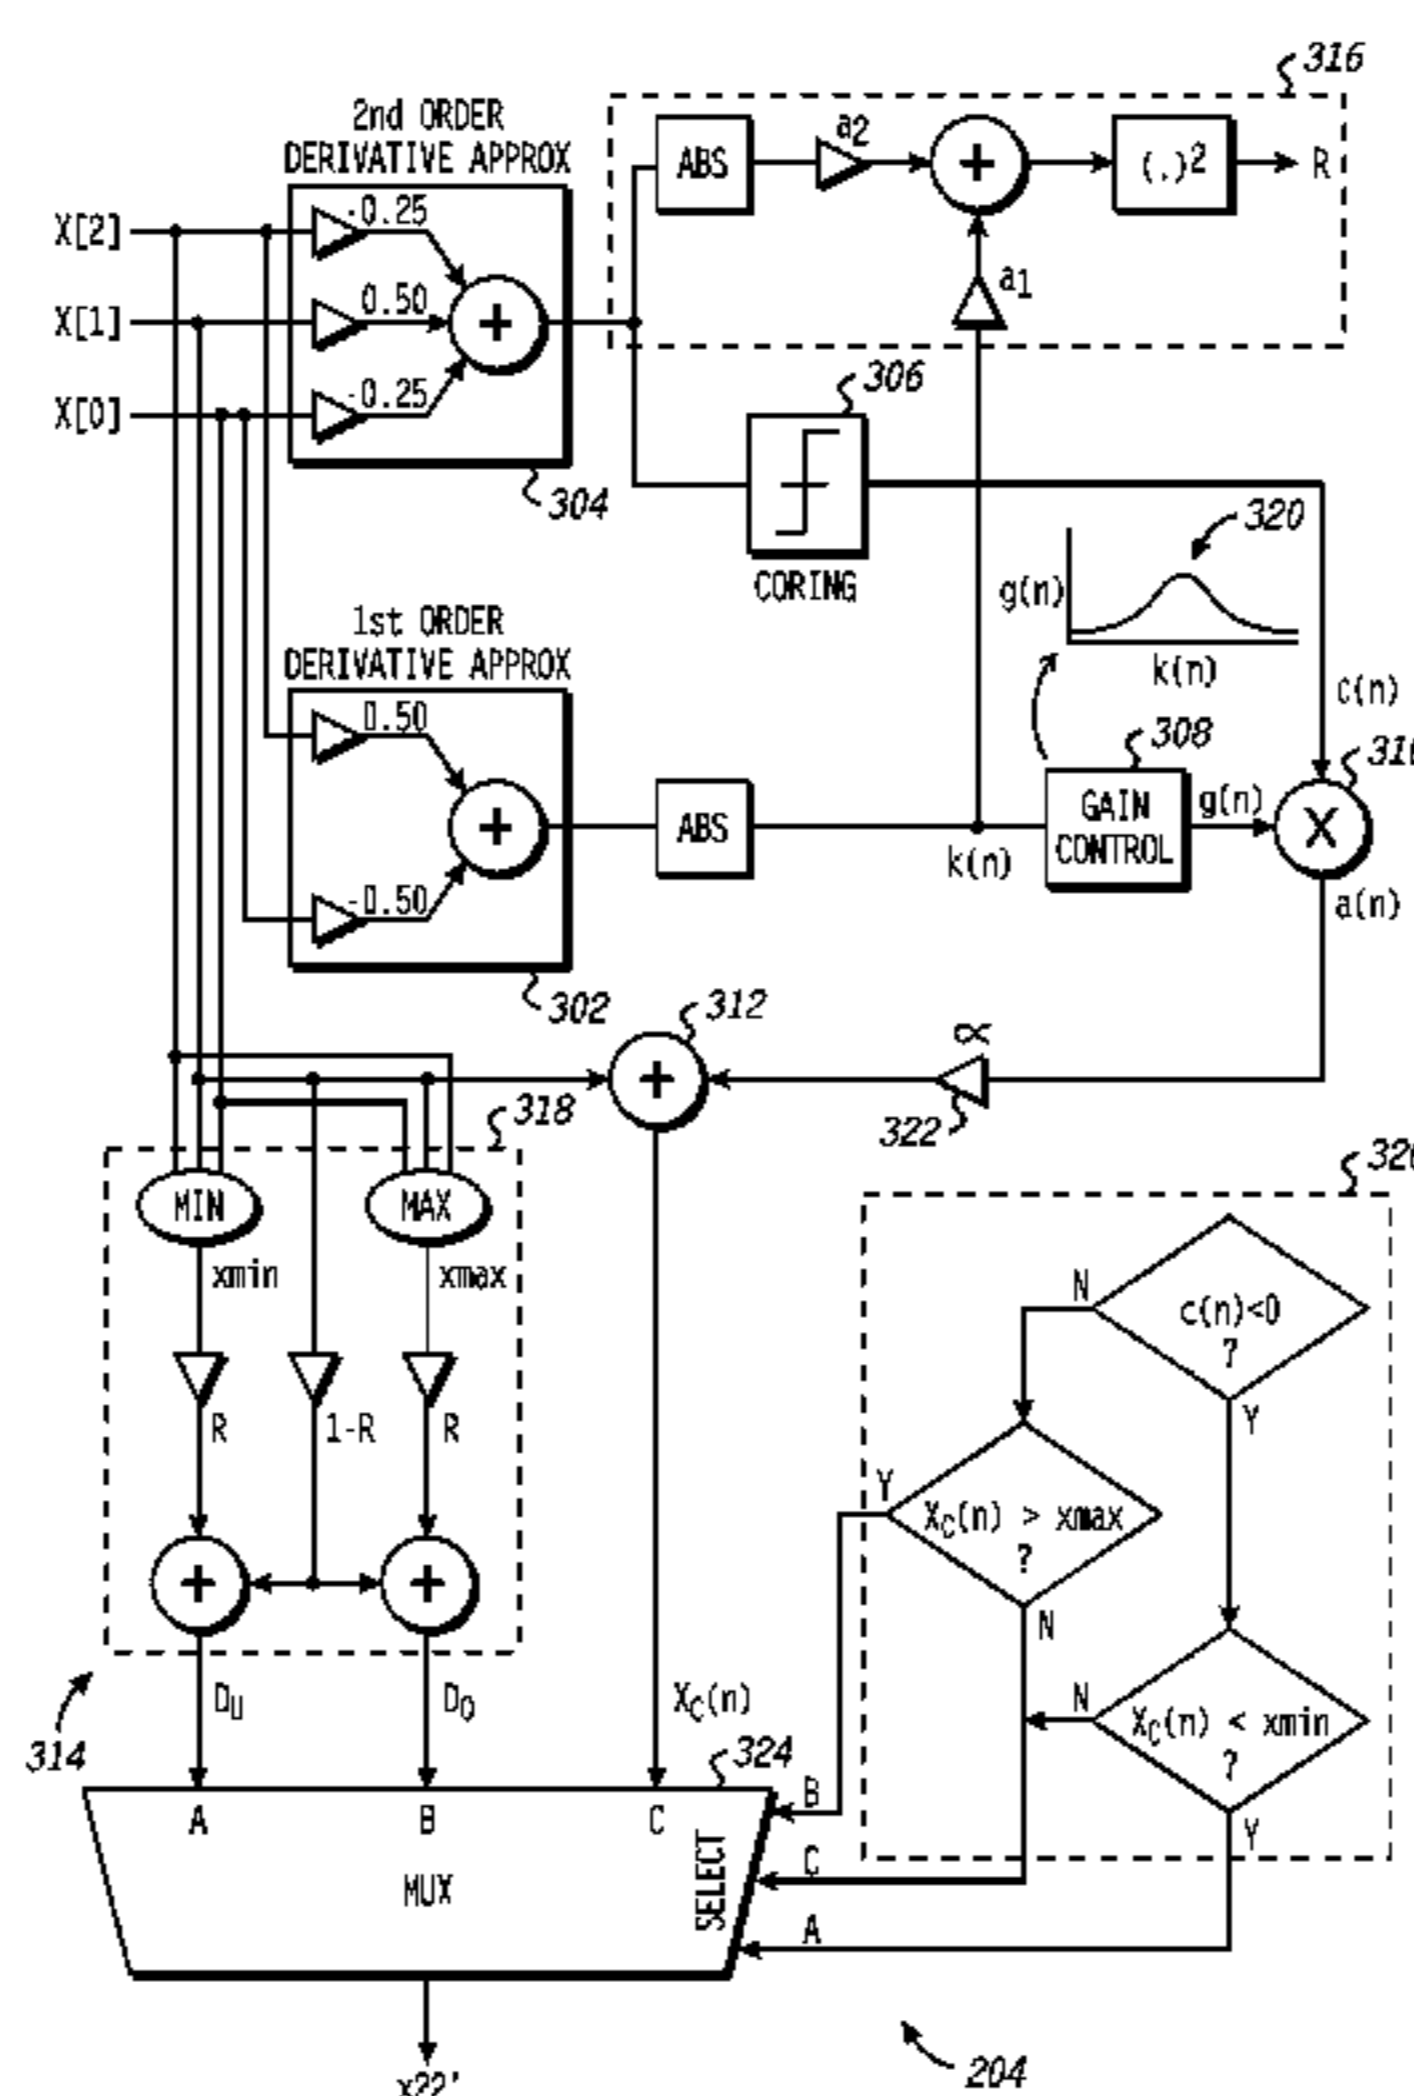 316
2nd ORDER
DERIVATIVE APPROX
ABS
a2
+
(.)2
R
X[2]
-0.25
X[1]
0.50
+
a1
X[0]
-0.25
306
304
CORING
320
g(n)
k(n)
1st ORDER
DERIVATIVE APPROX
c(n)
0.50
308
310
+
ABS
GAIN
CONTROL
g(n)
X
k(n)
-0.50
a(n)
302
312
+
∝
322
318
MIN
MAX
xmin
xmax
N
c(n)<0
?
Y
R
1-R
R
Y
XC(n) > xmax
?
N
+
+
DU
DO
XC(n)
N
XC(n) < xmin
?
Y
314
324
A
B
C
B
SELECT
C
MUX
A
x22'
204